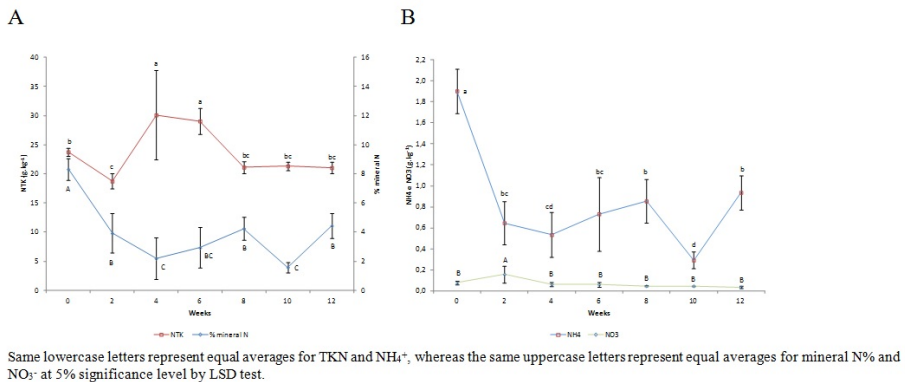 A
B
40
35
30
25
20
15
10
5
0
NTK (g.kg⁻¹)
16
14
12
10
8
6
4
2
0
% mineral N
b
c
a
a
bc
bc
bc
A
B
C
BC
B
C
B
0 2 4 6 8 10 12
Weeks
NTK % mineral N
2,2
2,0
1,8
1,6
1,4
1,2
1,0
0,8
0,6
0,4
0,2
0,0
NH4 e NO3 (g.kg⁻¹)
a
bc
cd
bc
b
d
b
B
A
B
B
B
B
B
0 2 4 6 8 10 12
Weeks
NH4 NO3
Same lowercase letters represent equal averages for TKN and NH₄⁺, whereas the same uppercase letters represent equal averages for mineral N% and
NO₃⁻ at 5% significance level by LSD test.